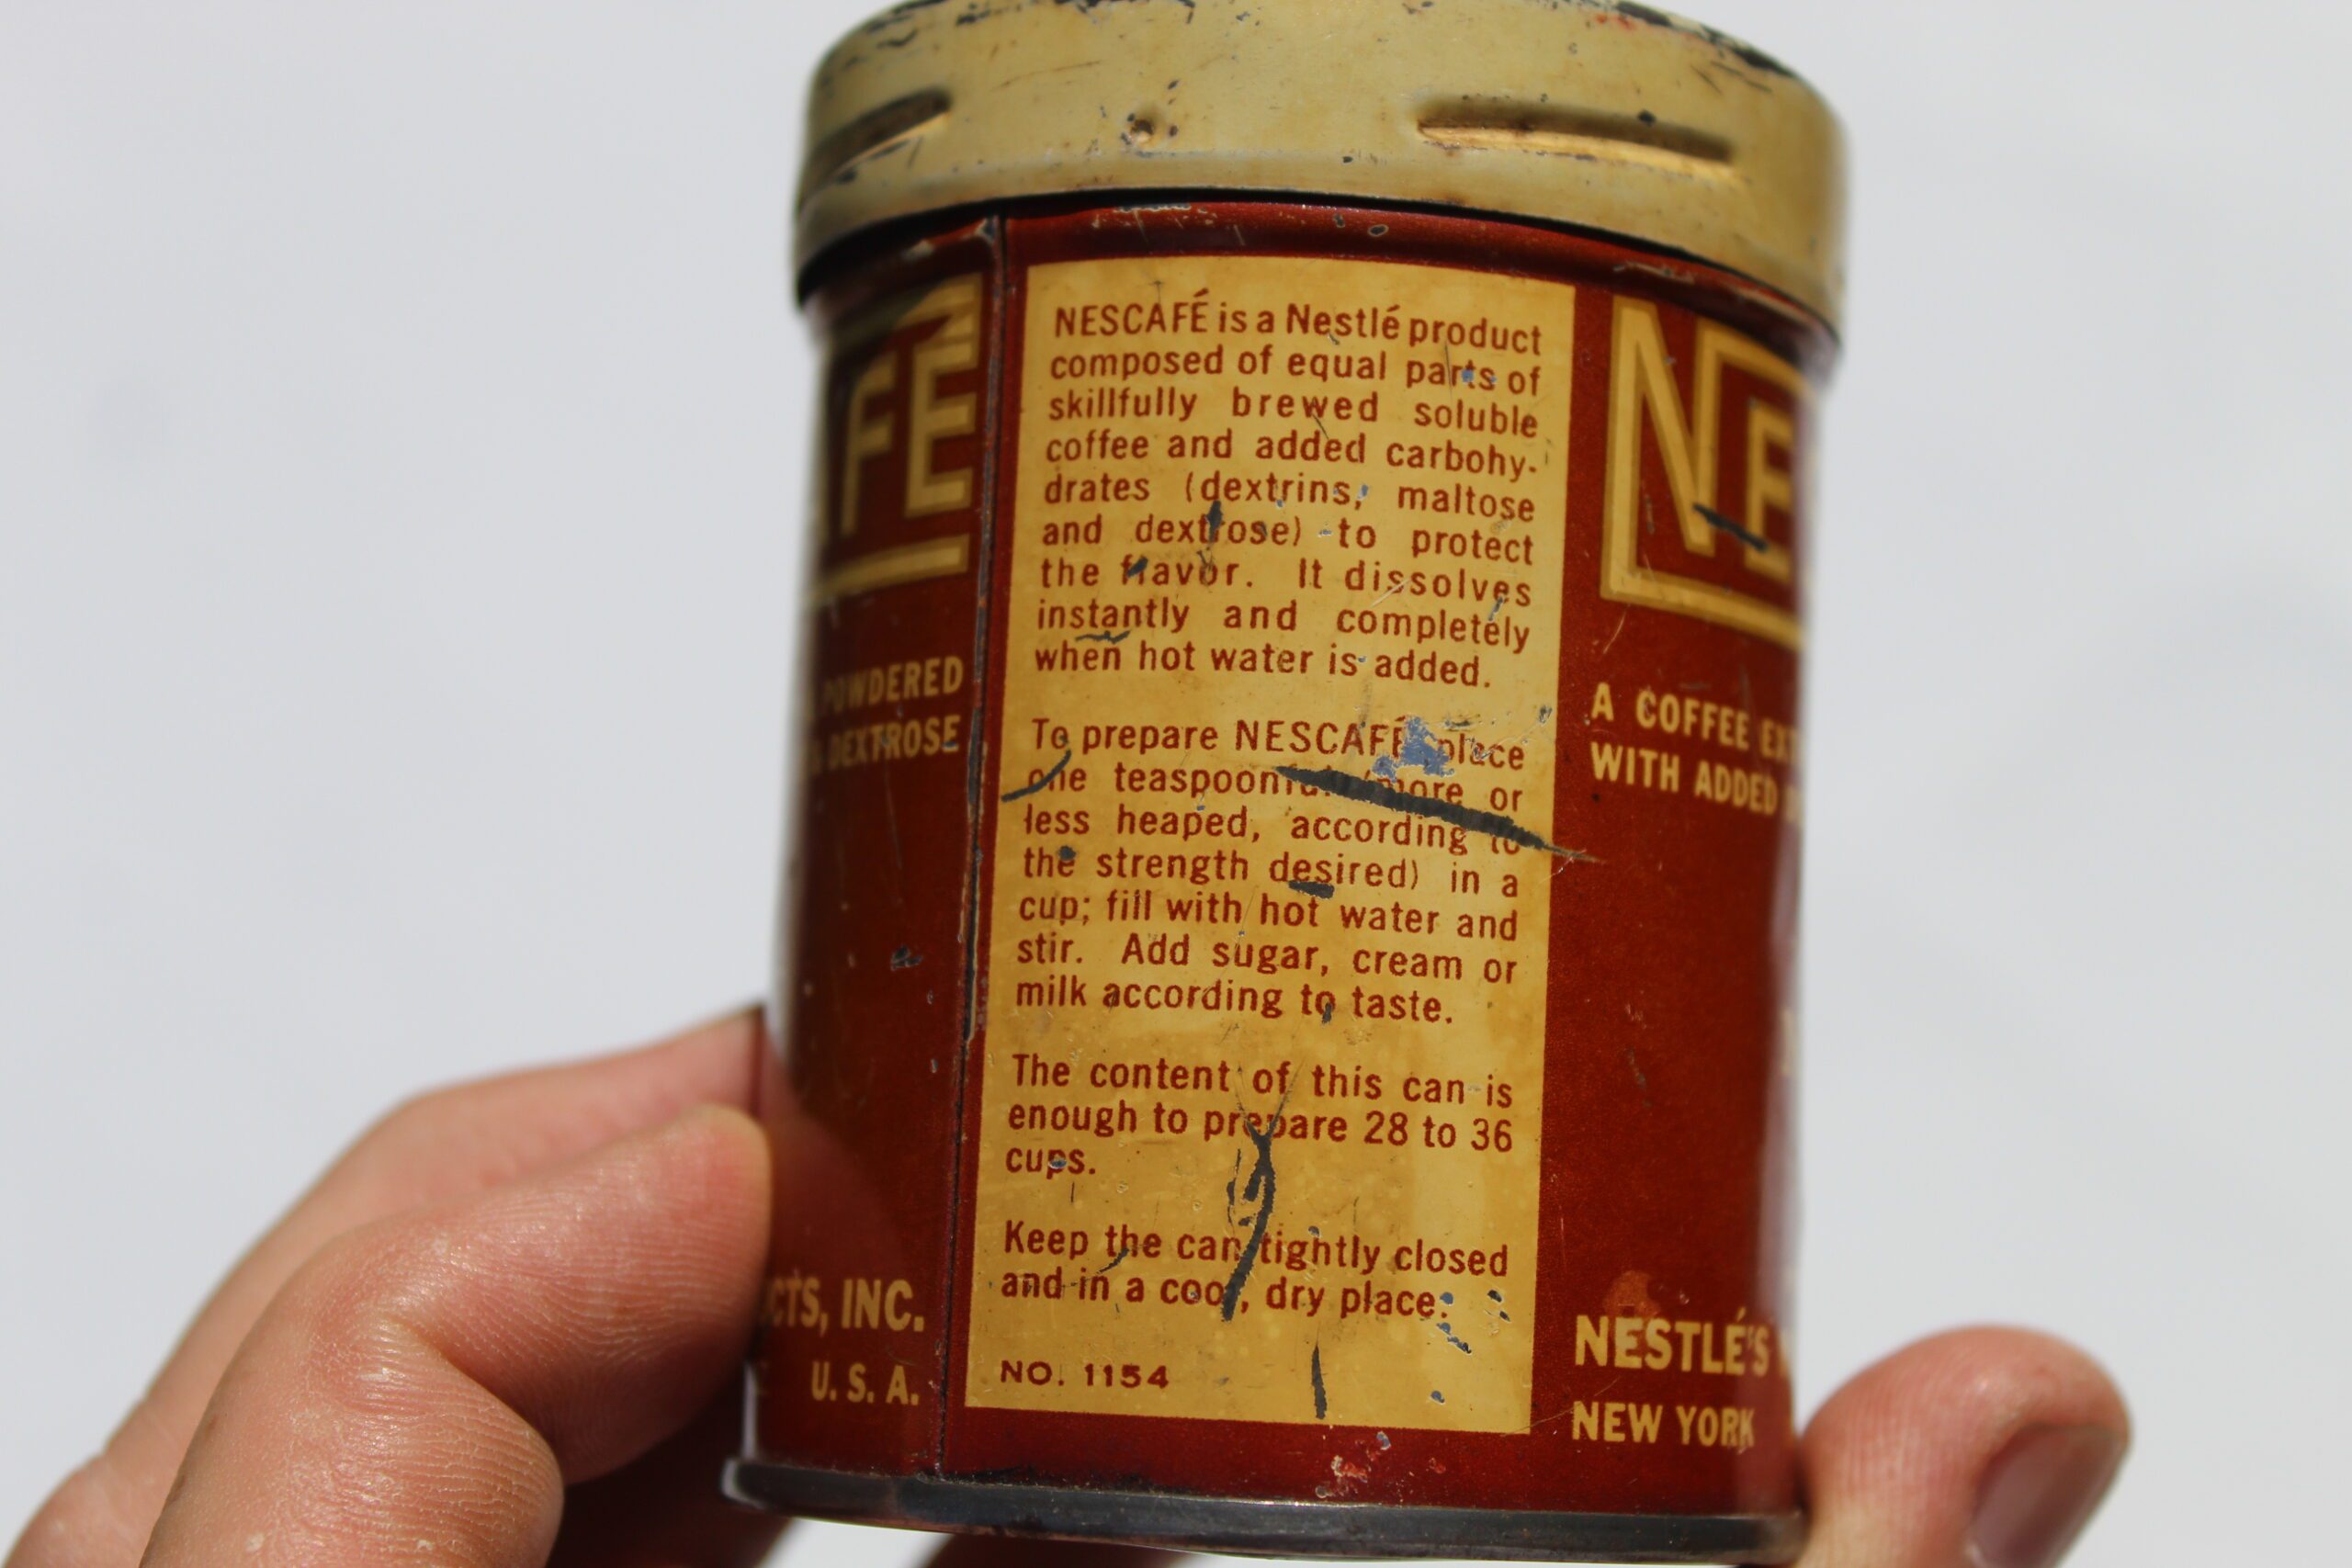 NESCAFÉ is a Nestlé product
composed of equal parts of
skillfully brewed soluble
coffee and added carbohy-
drates (dextrins, maltose
and dextrose) to protect
the flavor. It dissolves
instantly and completely
when hot water is added.
To prepare NESCAFÉ place
one teaspoonful (more or
less heaped, according to
the strength desired) in a
cup; fill with hot water and
stir. Add sugar, cream or
milk according to taste.
The content of this can is
enough to prepare 28 to 36
cups.
Keep the can tightly closed
and in a cool, dry place.
NO. 1154
FÉ
POWDERED
DEXTROSE
CTS, INC.
U. S. A.
NE
A COFFEE EXT
WITH ADDED
NESTLÉ'S
NEW YORK